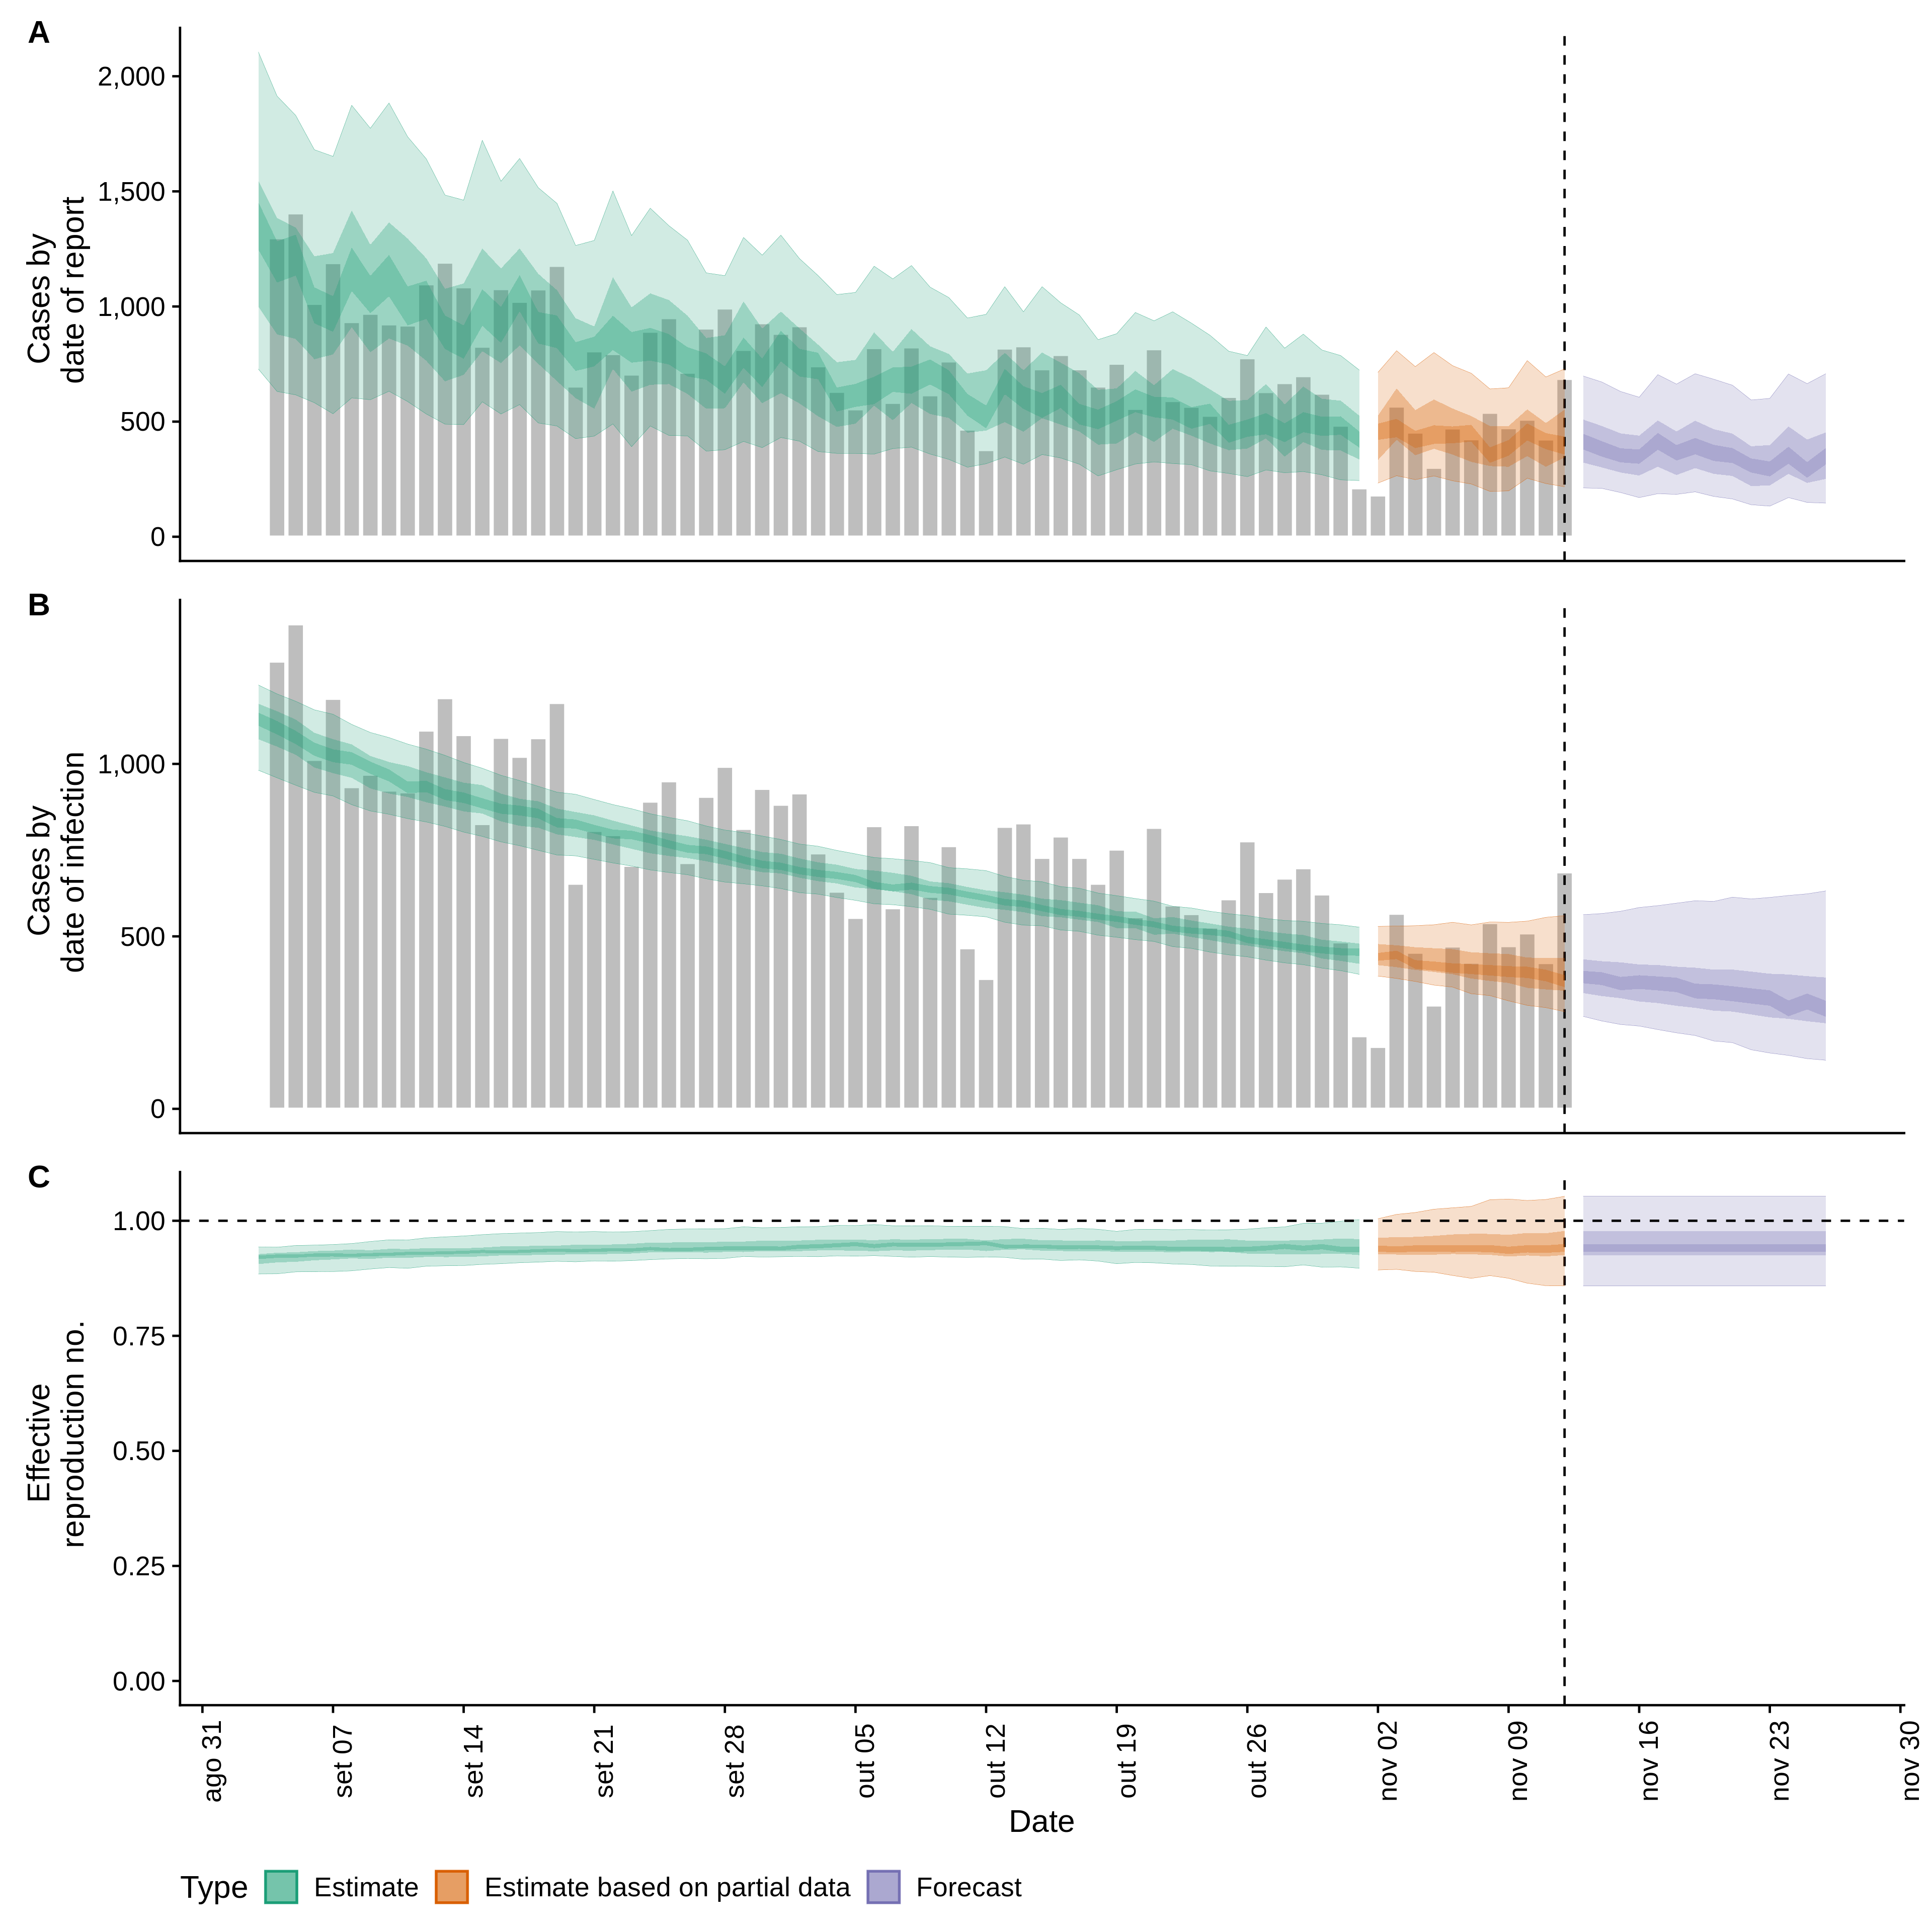 A
Cases by
date of report
2,000
1,500
1,000
500
0
B
Cases by
date of infection
1,000
500
0
C
Effective
reproduction no.
1.00
0.75
0.50
0.25
0.00
ago 31
set 07
set 14
set 21
set 28
out 05
out 12
out 19
out 26
nov 02
nov 09
nov 16
nov 23
nov 30
Date
Type Estimate Estimate based on partial data Forecast